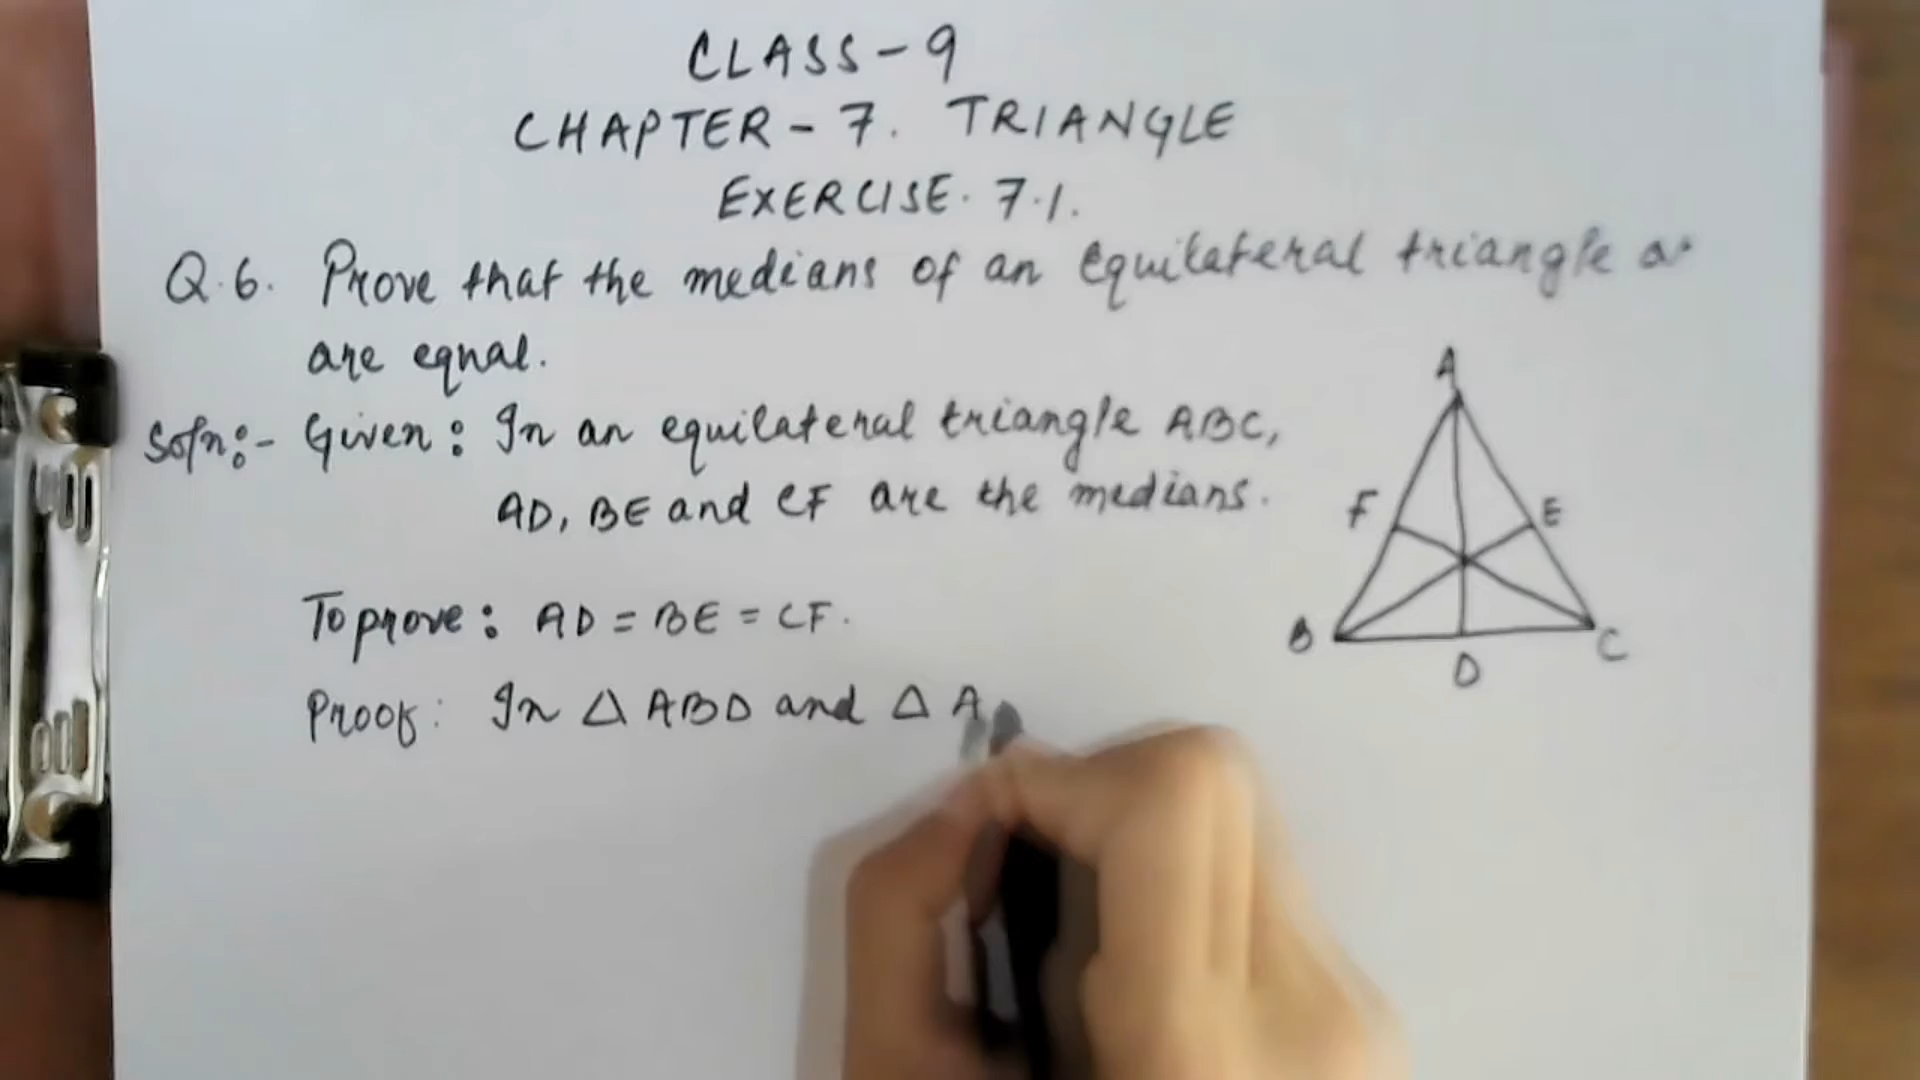 CLASS-9
CHAPTER-7. TRIANGLE
EXERCISE. 7.1.
Q.6. Prove that the medians of an equilateral triangle
are equal.
Soln:- Given: In an equilateral triangle ABC,
AD, BE and CF are the medians.
To prove: AD = BE = CF.
Proof: In △ ABD and △ A
A
F
E
B
D
C